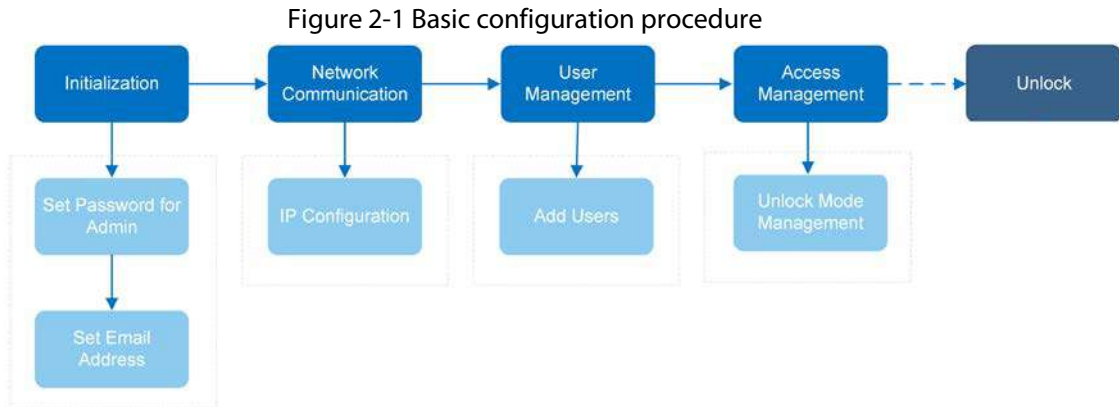 Figure 2-1 Basic configuration procedure
Initialization
Network
Communication
User
Management
Access
Management
Unlock
Set Password for
Admin
IP Configuration
Add Users
Unlock Mode
Management
Set Email
Address